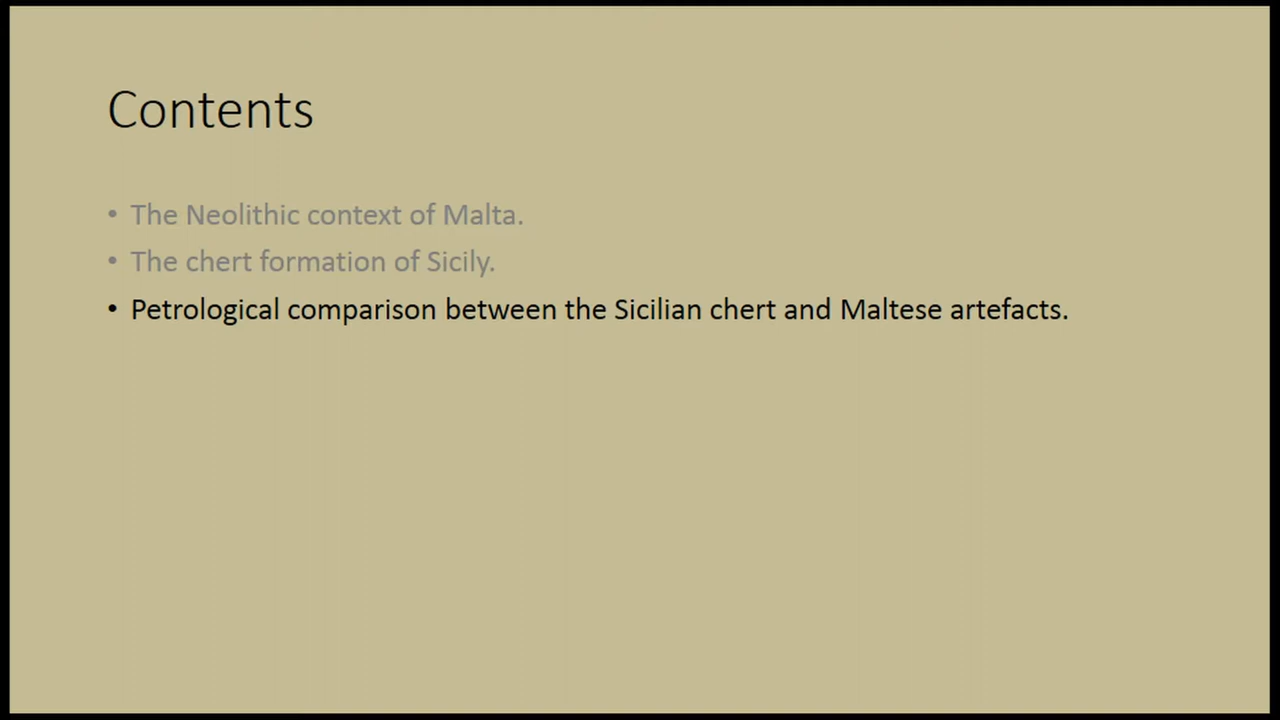 Contents
• The Neolithic context of Malta.
• The chert formation of Sicily.
• Petrological comparison between the Sicilian chert and Maltese artefacts.